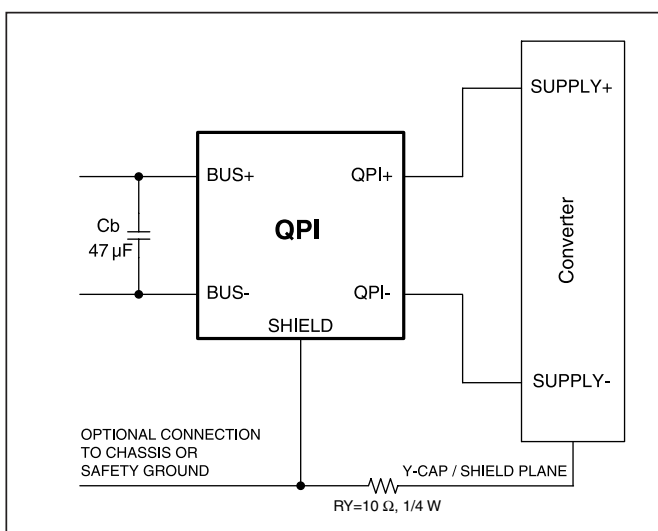 SUPPLY+
BUS+
QPI+
Cb
47 µF
QPI
Converter
BUS-
QPI-
SHIELD
SUPPLY-
OPTIONAL CONNECTION
TO CHASSIS OR
SAFETY GROUND
Y-CAP / SHIELD PLANE
RY=10 Ω, 1/4 W